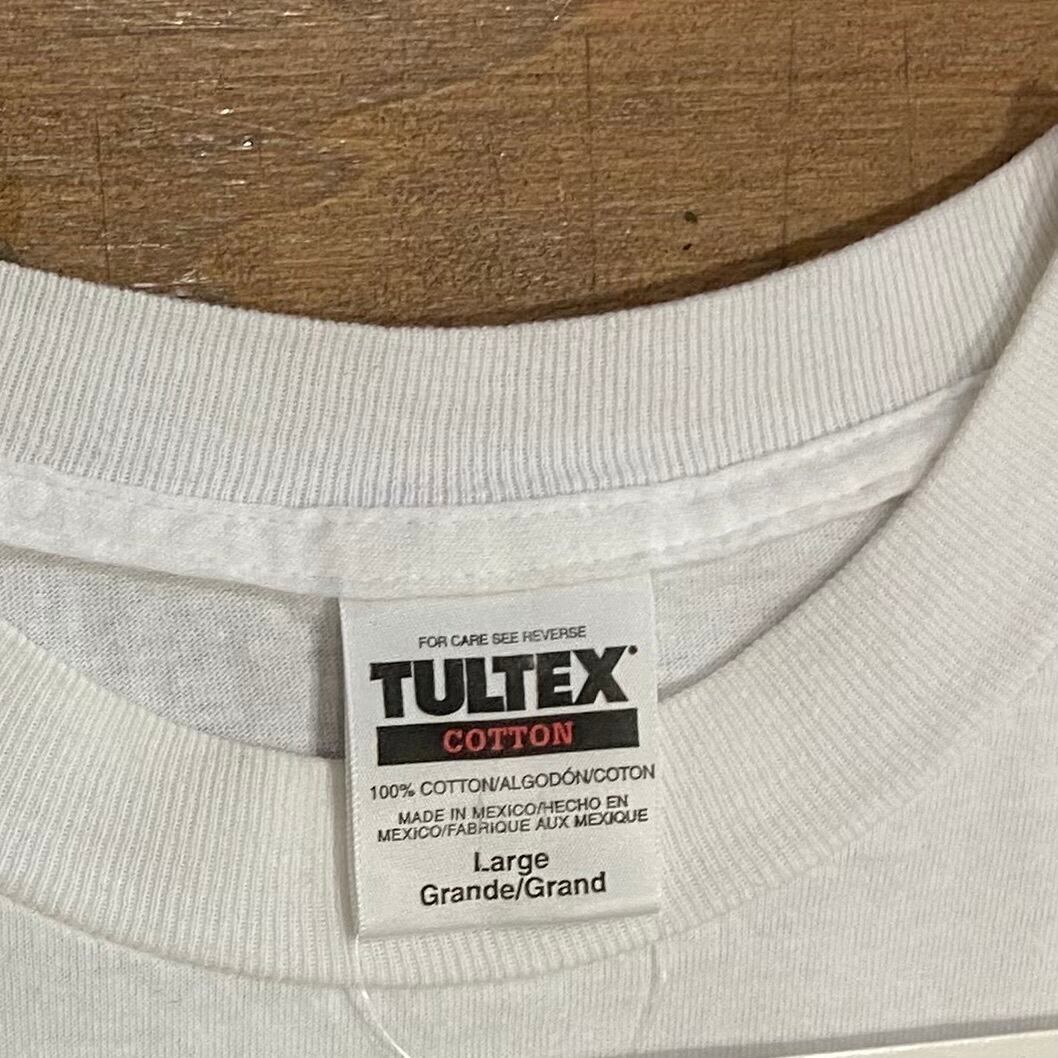 FOR CARE SEE REVERSE
TULTEX
COTTON
100% COTTON/ALGODÓN/COTON
MADE IN MEXICO/HECHO EN
MEXICO/FABRIQUE AUX MEXIQUE
Large
Grande/Grand